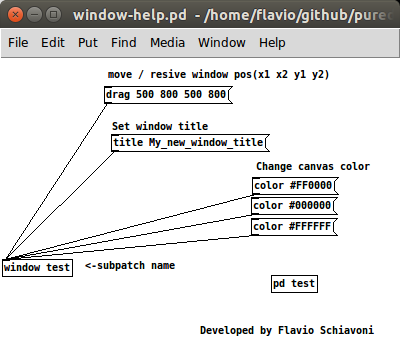 window-help.pd - /home/flavio/github/pured
File Edit Put Find Media Window Help
move / resive window pos(x1 x2 y1 y2)
drag 500 800 500 800
Set window title
title My_new_window_title
Change canvas color
color #FF0000
color #000000
color #FFFFFF
window test <-subpatch name
pd test
Developed by Flavio Schiavoni